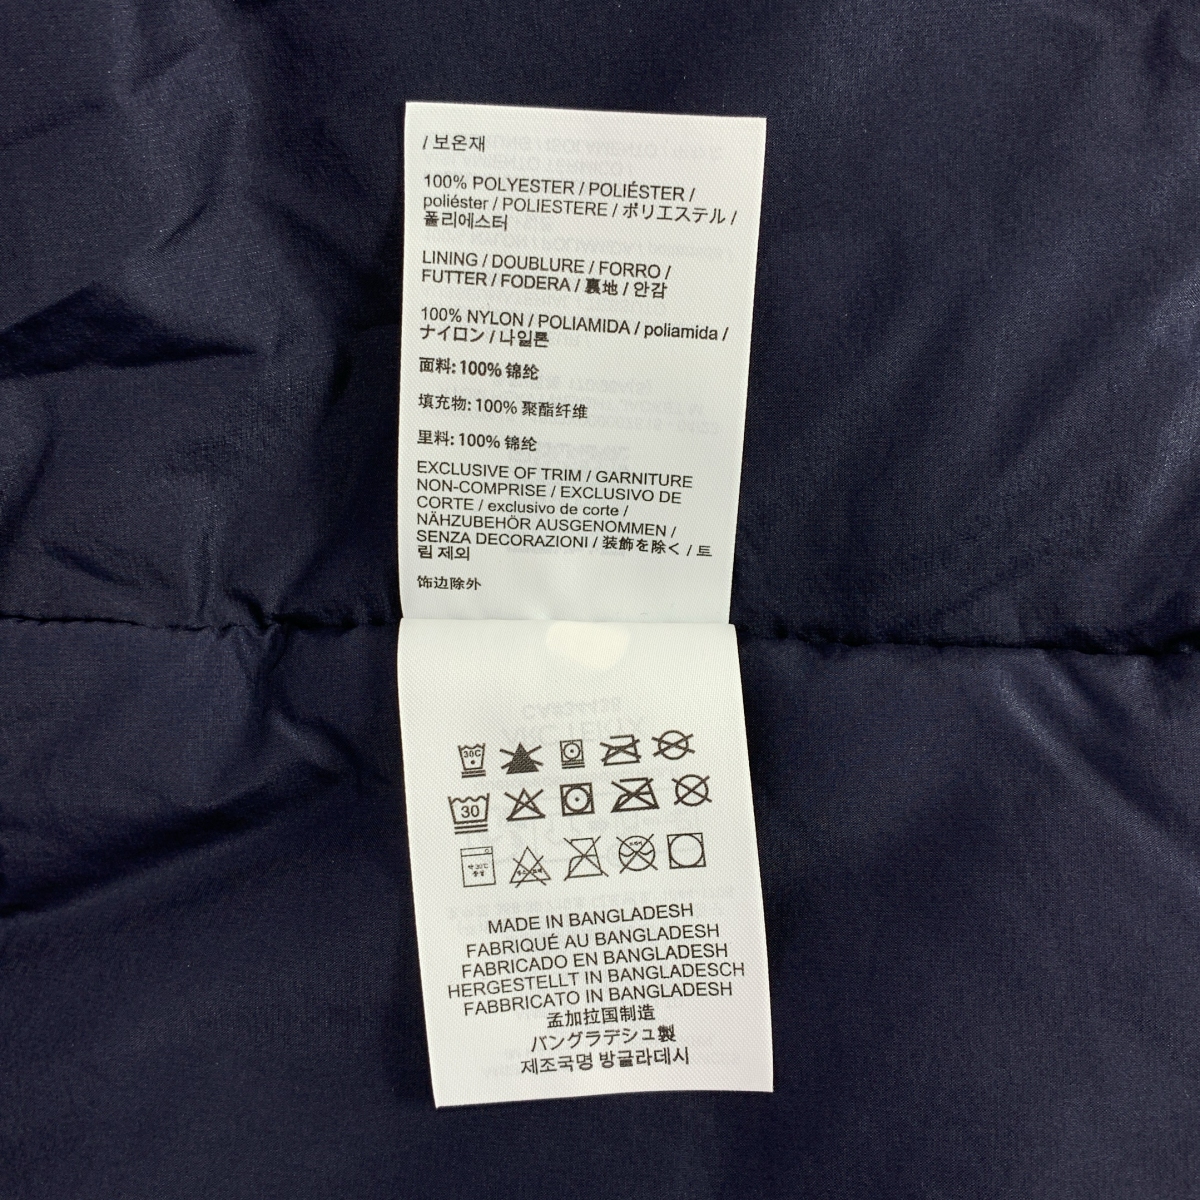 / 보온재
100% POLYESTER / POLIÉSTER /
poliéster / POLIESTERE / ポリエステル /
폴리에스터
LINING / DOUBLURE / FORRO /
FUTTER / FODERA / 裏地 / 안감
100% NYLON / POLIAMIDA / poliamida /
ナイロン / 나일론
面料: 100% 锦纶
填充物: 100% 聚酯纤维
里料: 100% 锦纶
EXCLUSIVE OF TRIM / GARNITURE
NON-COMPRISE / EXCLUSIVO DE
CORTE / exclusivo de corte /
NÄHZUBEHÖR AUSGENOMMEN /
SENZA DECORAZIONI / 装飾を除く / 트
림 제외
饰边除外
30C
30
MADE IN BANGLADESH
FABRIQUÉ AU BANGLADESH
FABRICADO EN BANGLADESH
HERGESTELLT IN BANGLADESCH
FABBRICATO IN BANGLADESH
孟加拉国制造
バングラデシュ製
제조국명 방글라데시